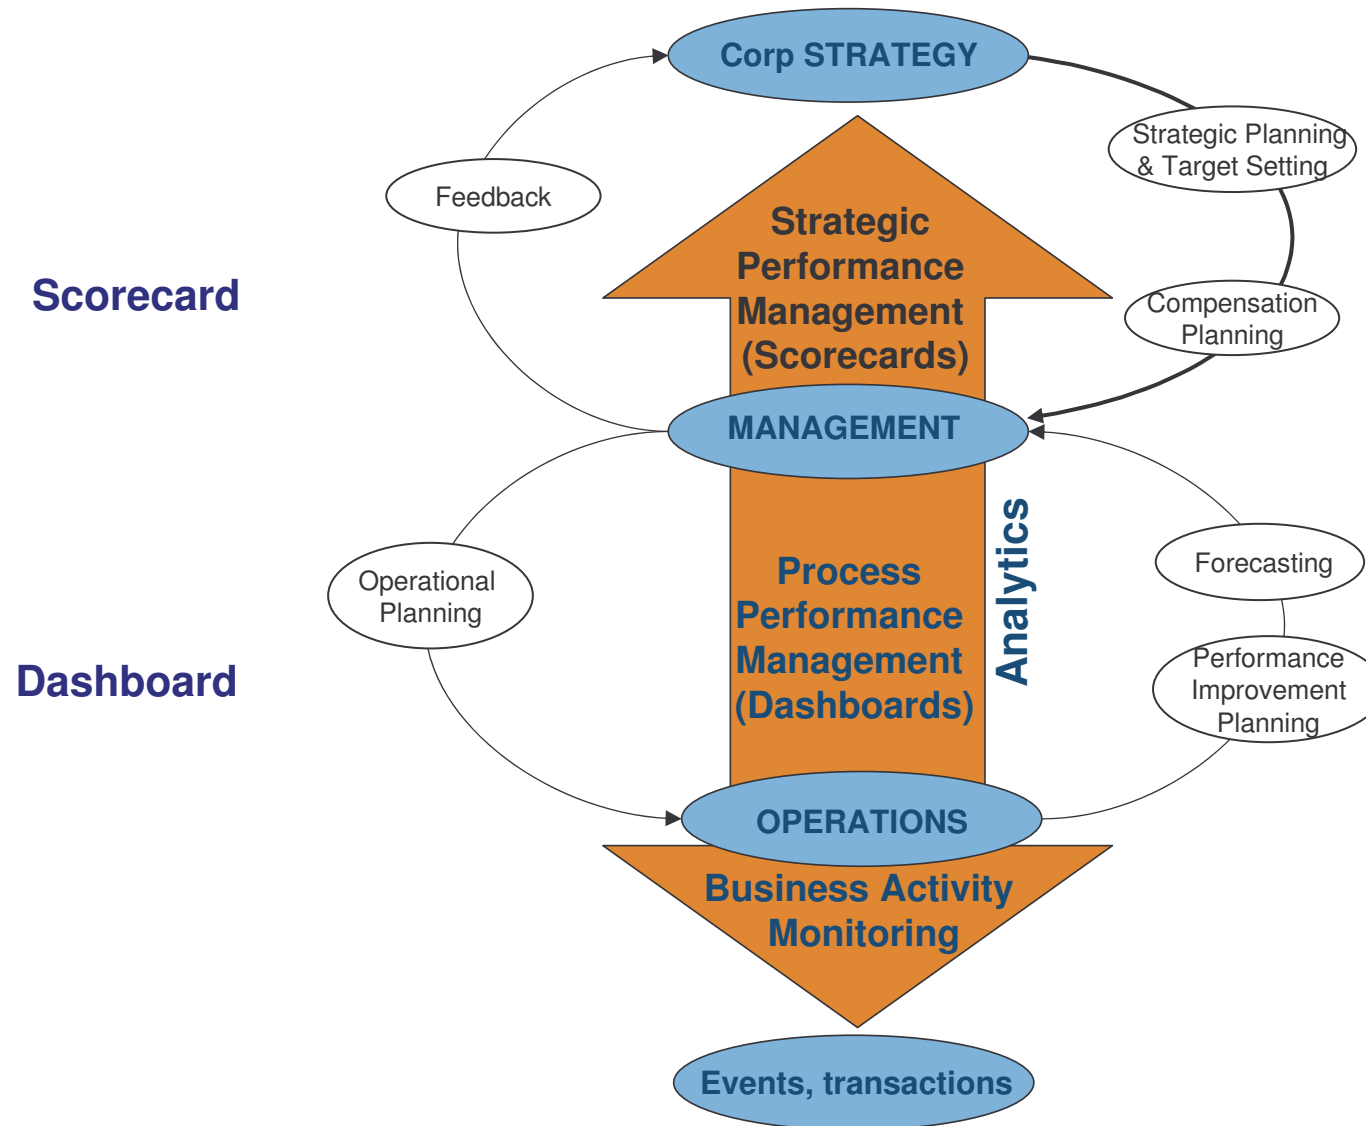 Corp STRATEGY
Strategic Planning
& Target Setting
Feedback
Strategic
Performance
Management
(Scorecards)
Scorecard
Compensation
Planning
MANAGEMENT
Analytics
Forecasting
Operational
Planning
Process
Performance
Management
(Dashboards)
Dashboard
Performance
Improvement
Planning
OPERATIONS
Business Activity
Monitoring
Events, transactions